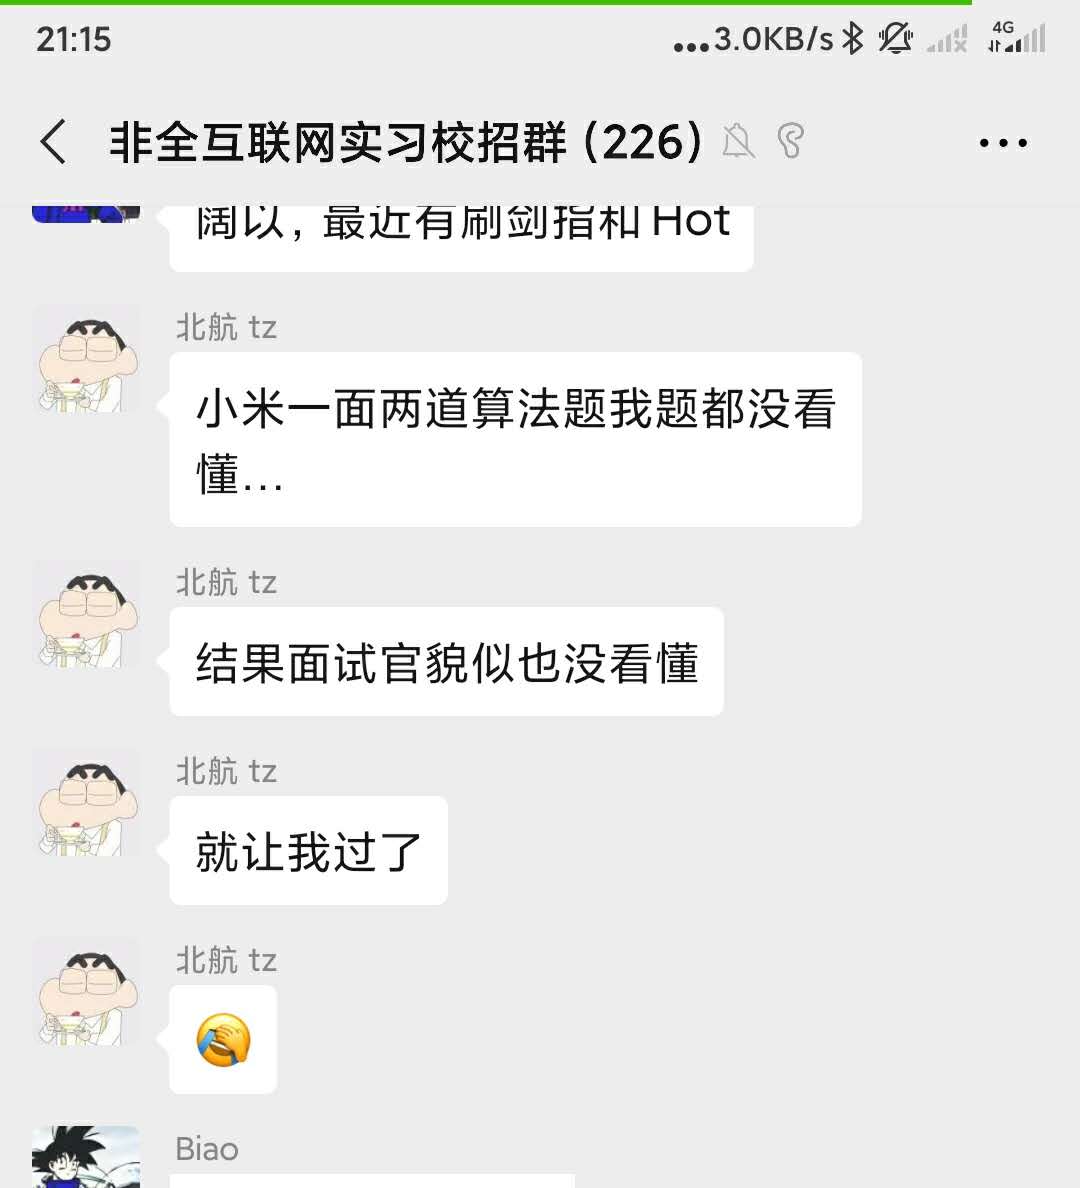 21:15
...3.0KB/s
4G
非全互联网实习校招群(226)
阔以，最近有刷剑指和Hot
北航 tz
小米一面两道算法题我题都没看
懂...
北航 tz
结果面试官貌似也没看懂
北航 tz
就让我过了
北航 tz
Biao